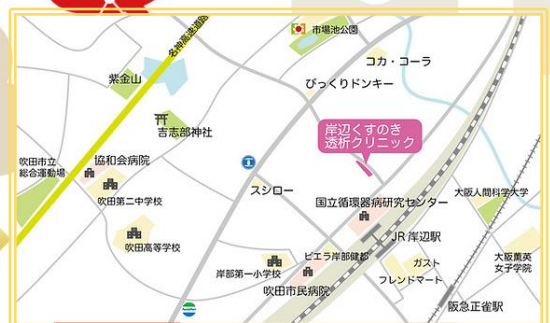 名神高速道路
市場池公園
コカ・コーラ
紫金山
びっくりドンキー
吉志部神社
岸辺くすのき
透析クリニック
吹田市立
総合運動場
協和会病院
スシロー
吹田第二中学校
国立循環器病研究センター
大阪人間科学大学
吹田高等学校
JR 岸辺駅
ビエラ岸部健都
岸部第一小学校
ガスト
大阪薫英
女子学院
フレンドマート
吹田市民病院
阪急正雀駅